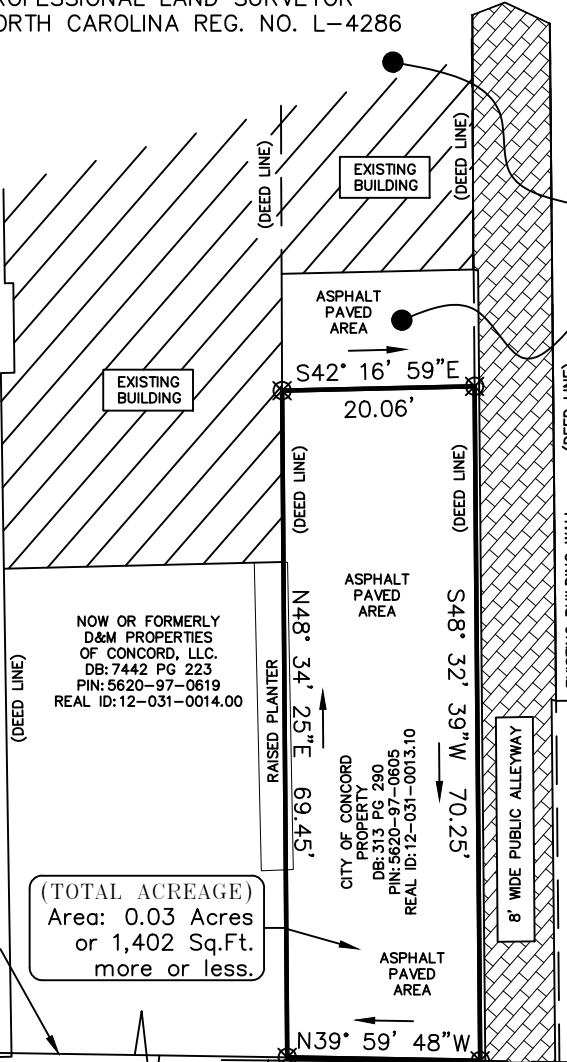 PROFESSIONAL LAND SURVEYOR
NORTH CAROLINA REG. NO. L-4286
(DEED LINE)
(DEED LINE)
EXISTING
BUILDING
ASPHALT
PAVED
AREA
S42° 16' 59"E
20.06'
EXISTING
BUILDING
(DEED LINE)
(DEED LINE)
(DEED LINE)
ASPHALT
PAVED
AREA
NOW OR FORMERLY
D&M PROPERTIES
OF CONCORD, LLC.
DB:7442 PG 223
PIN:5620-97-0619
REAL ID:12-031-0014.00
(DEED LINE)
RAISED PLANTER
N48° 34' 25"E 69.45'
S48° 32' 39"W 70.25'
CITY OF CONCORD
PROPERTY
DB:313 PG 290
PIN:5620-97-0605
REAL ID:12-031-0013.10
8' WIDE PUBLIC ALLEYWAY
(TOTAL ACREAGE)
Area: 0.03 Acres
or 1,402 Sq.Ft.
more or less.
ASPHALT
PAVED
AREA
N39° 59' 48"W